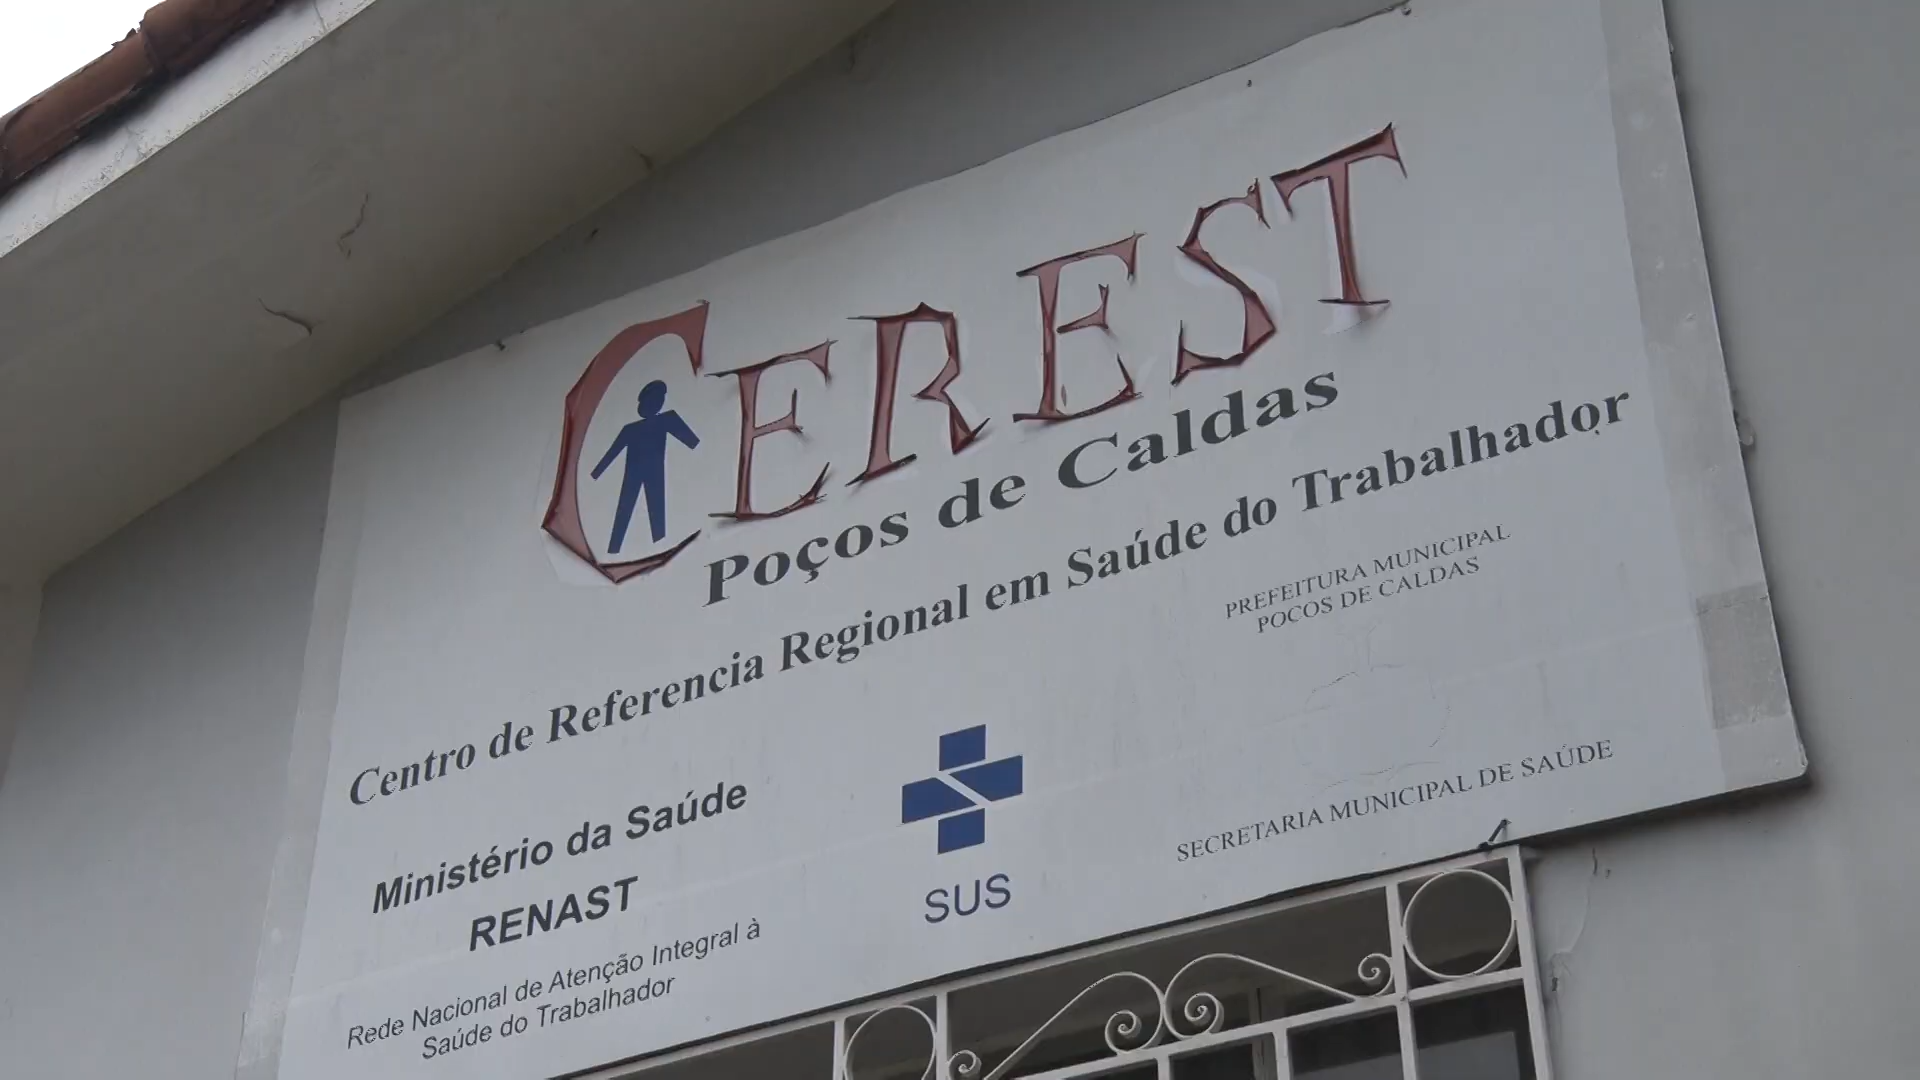 CEREST
Poços de Caldas
Centro de Referencia Regional em Saúde do Trabalhador
PREFEITURA MUNICIPAL
POCOS DE CALDAS
Ministério da Saúde
RENAST
Rede Nacional de Atenção Integral à
Saúde do Trabalhador
SUS
SECRETARIA MUNICIPAL DE SAÚDE